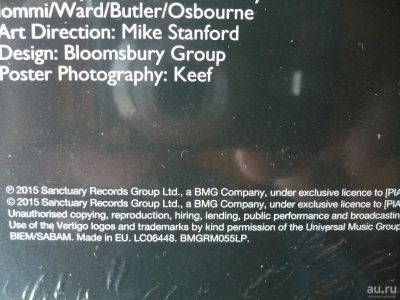 ommi/Ward/Butler/Osbourne
Art Direction: Mike Stanford
Design: Bloomsbury Group
Poster Photography: Keef
℗ 2015 Sanctuary Records Group Ltd., a BMG Company, under exclusive licence to [PIA
© 2015 Sanctuary Records Group Ltd., a BMG Company, under exclusive licence to [PIA
Unauthorised copying, reproduction, hiring, lending, public performance and broadcasting
Use of the Vertigo logos and trademarks by kind permission of the Universal Music Group
BIEM/SABAM. Made in EU. LC06448. BMGRM055LP.
au.ru